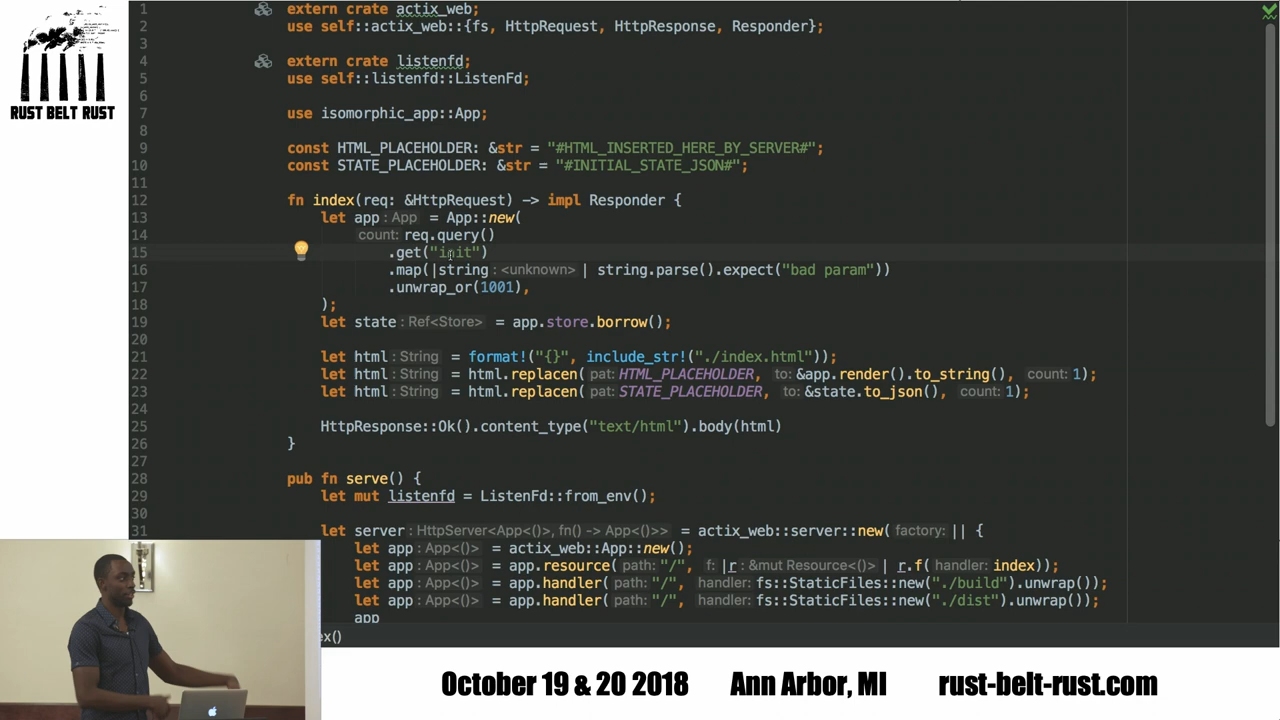 RUST BELT RUST
1 extern crate actix_web;
2 use self::actix_web::{fs, HttpRequest, HttpResponse, Responder};
3
4 extern crate listenfd;
5 use self::listenfd::ListenFd;
6
7 use isomorphic_app::App;
8
9 const HTML_PLACEHOLDER: &str = "#HTML_INSERTED_HERE_BY_SERVER#";
10 const STATE_PLACEHOLDER: &str = "#INITIAL_STATE_JSON#";
11
12 fn index(req: &HttpRequest) -> impl Responder {
13 let app: App = App::new(
14 count: req.query()
15 .get("init")
16 .map(|string: <unknown>| string.parse().expect("bad param"))
17 .unwrap_or(1001),
18 );
19 let state: Ref<Store> = app.store.borrow();
20
21 let html: String = format!("{}", include_str!("./index.html"));
22 let html: String = html.replacen(pat: HTML_PLACEHOLDER, to: &app.render().to_string(), count: 1);
23 let html: String = html.replacen(pat: STATE_PLACEHOLDER, to: &state.to_json(), count: 1);
24
25 HttpResponse::Ok().content_type("text/html").body(html)
26 }
27
28 pub fn serve() {
29 let mut listenfd = ListenFd::from_env();
30
31 let server: HttpServer<App<()>, fn() -> App<()>> = actix_web::server::new(factory: || {
let app: App<()> = actix_web::App::new();
let app: App<()> = app.resource(path: "/", f: |r: &mut Resource<()>| r.f(handler: index));
let app: App<()> = app.handler(path: "/", handler: fs::StaticFiles::new("./build").unwrap());
let app: App<()> = app.handler(path: "/", handler: fs::StaticFiles::new("./dist").unwrap());
app
ex()
October 19 & 20 2018 Ann Arbor, MI rust-belt-rust.com